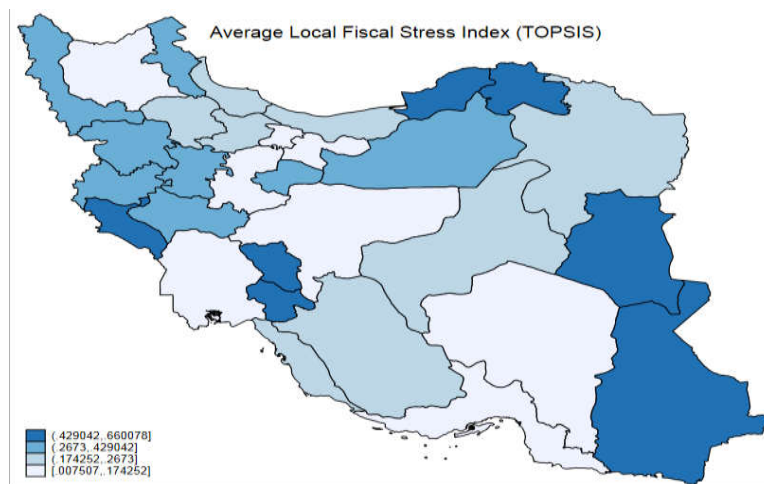 Average Local Fiscal Stress Index (TOPSIS)
(.429042,.660078]
(.2673,.429042]
(.174252,.2673]
[.007507,.174252]